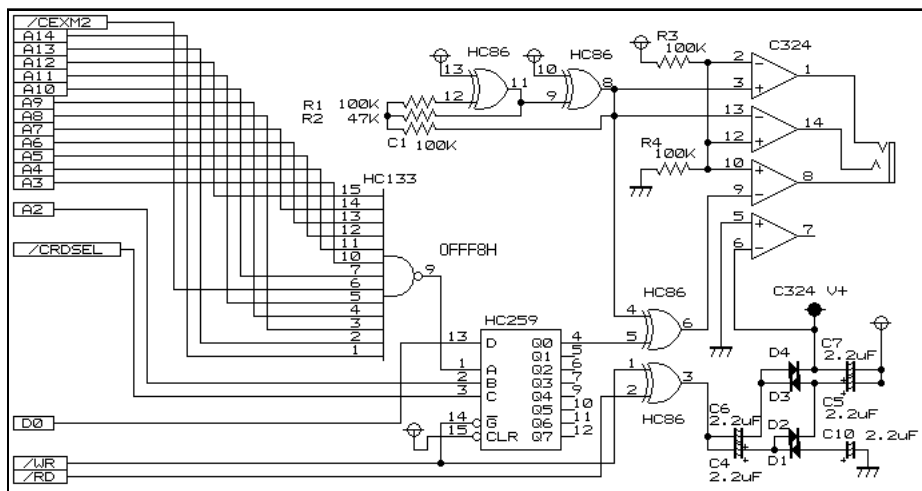 /CEXM2
A14
A13
A12
A11
A10
A9
A8
A7
A6
A5
A4
A3
A2
/CRDSEL
D0
/WR
/RD
HC133
15
14
13
12
11
10
7
6
5
4
3
2
1
9
0FFF8H
R1 100K
R2 47K
C1 100K
HC86
13
12
11
HC86
10
9
8
R3
100K
R4
100K
C324
2
3
1
13
12
14
10
9
8
5
6
7
HC259
13 D
1 A
2 B
3 C
14 G
15 CLR
Q0 4
Q1 5
Q2 6
Q3 7
Q4 9
Q5 10
Q6 11
Q7 12
HC86
4
5
6
1
2
3
HC86
C324 V+
D4
D3
C7
2.2uF
C5
2.2uF
C6
2.2uF
D2
D1
C10 2.2uF
C4
2.2uF